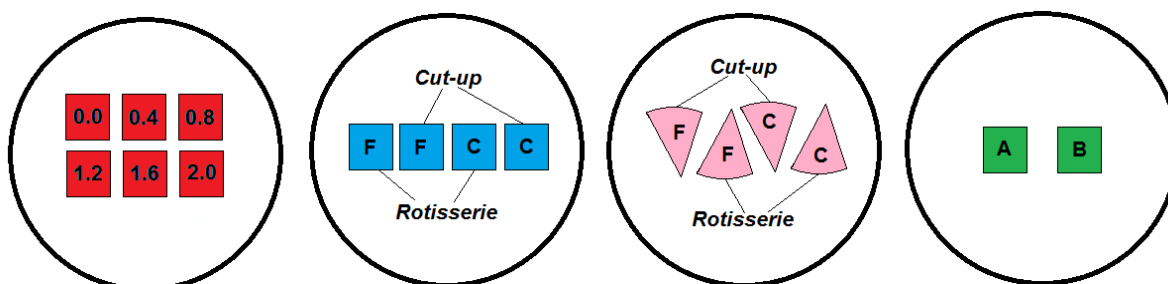 0.0 0.4 0.8
1.2 1.6 2.0
Cut-up
F F C C
Rotisserie
Cut-up
F F C C
Rotisserie
A B